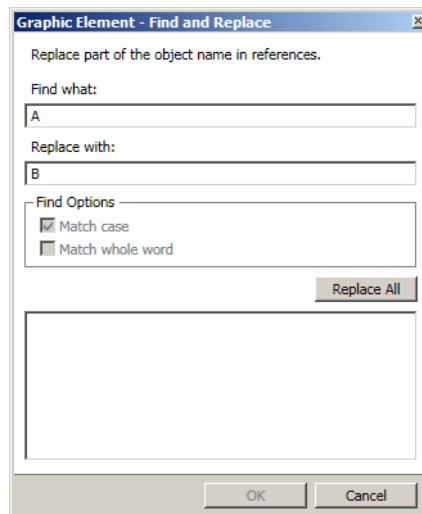 Graphic Element - Find and Replace
Replace part of the object name in references.
Find what:
A
Replace with:
B
Find Options
Match case
Match whole word
Replace All
OK
Cancel